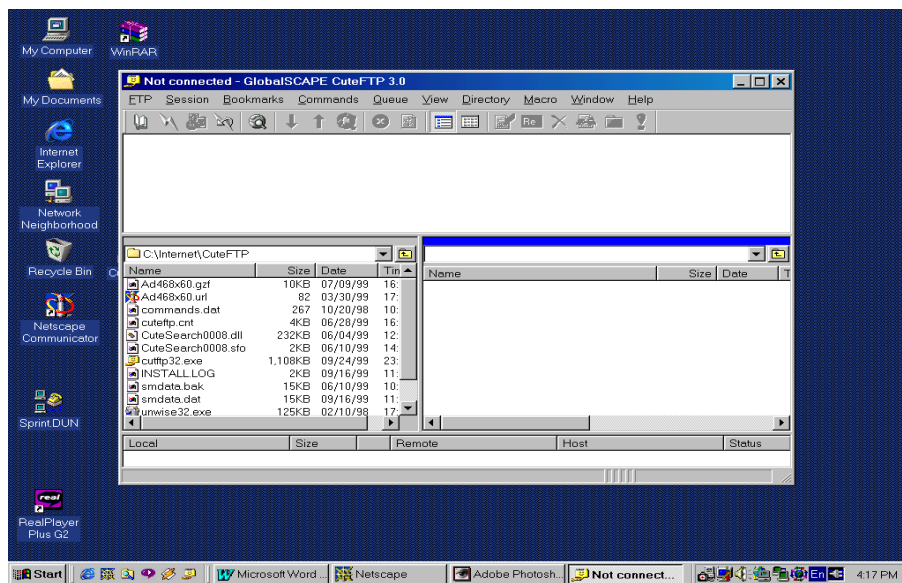 My Computer
WinRAR
My Documents
Internet
Explorer
Network
Neighborhood
Recycle Bin
Netscape
Communicator
Sprint.DUN
RealPlayer
Plus G2
real
Not connected - GlobalSCAPE CuteFTP 3.0
FTP Session Bookmarks Commands Queue View Directory Macro Window Help
Re
C:\Internet\CuteFTP
Name Size Date Tim
Ad468x60.gzf 10KB 07/09/99 16:
Ad468x60.url 82 03/30/99 17:
commands.dat 267 10/20/98 10:
cuteftp.cnt 4KB 06/28/99 16:
CuteSearch0008.dll 232KB 06/04/99 12:
CuteSearch0008.sfo 2KB 06/10/99 14:
cutftp32.exe 1,108KB 09/24/99 23:
INSTALL.LOG 2KB 09/16/99 11:
smdata.bak 15KB 06/10/99 10:
smdata.dat 15KB 09/16/99 11:
unwise32.exe 125KB 02/10/98 17:
Name Size Date T
Local Size Remote Host Status
Start Microsoft Word ... Netscape Adobe Photosh... Not connect... En 4:17 PM